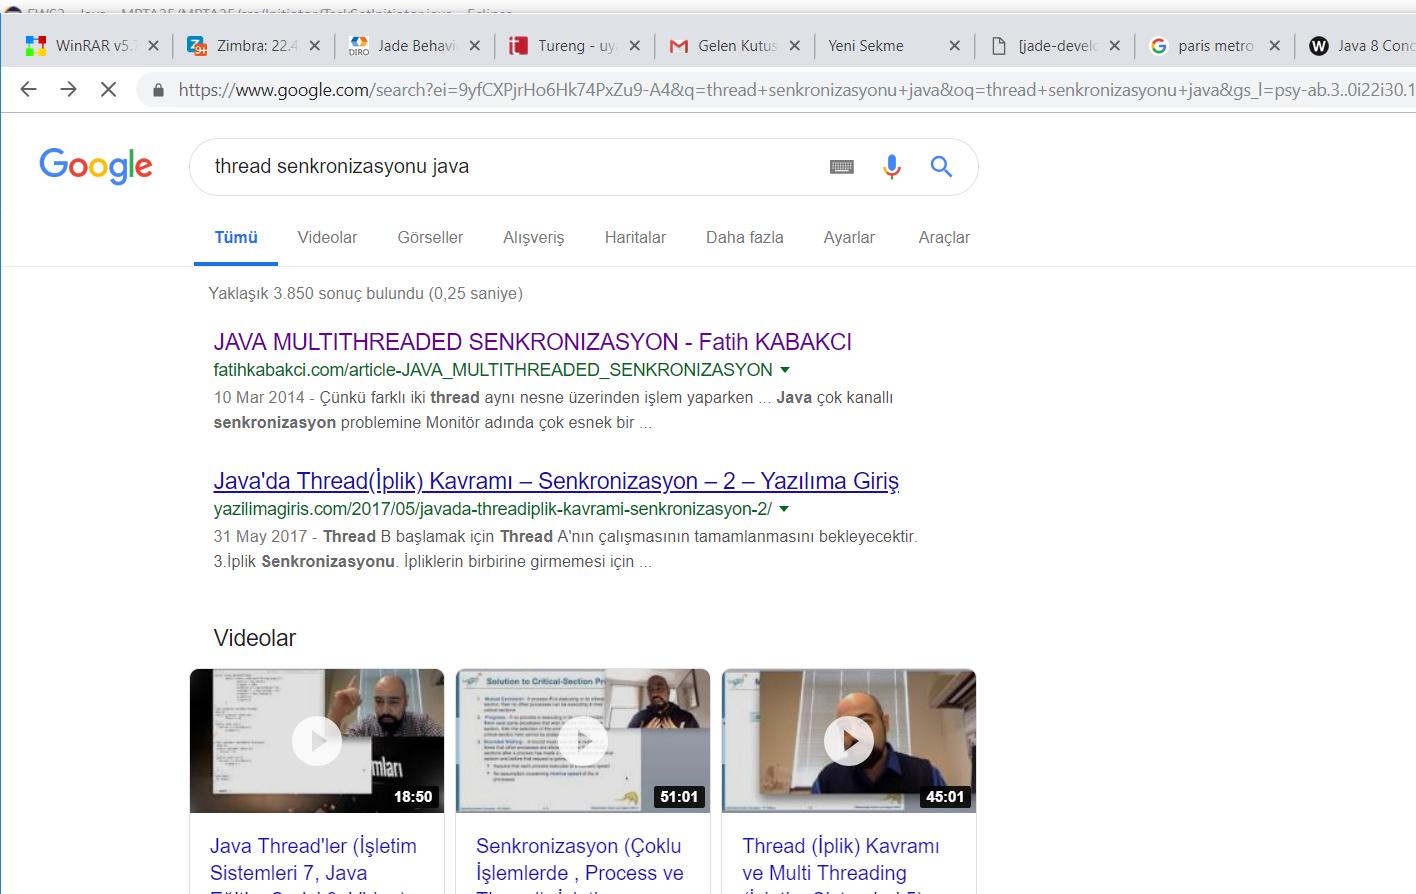 WinRAR v5.
Zimbra: 22.4
Jade Behavi
Tureng - uy
Gelen Kutus
Yeni Sekme
[jade-develo
paris metro
Java 8 Conc
https://www.google.com/search?ei=9yfCXPjrHo6Hk74PxZu9-A4&q=thread+senkronizasyonu+java&oq=thread+senkronizasyonu+java&gs_l=psy-ab.3..0i22i30.1
Google
thread senkronizasyonu java
Tümü Videolar Görseller Alışveriş Haritalar Daha fazla Ayarlar Araçlar
Yaklaşık 3.850 sonuç bulundu (0,25 saniye)
JAVA MULTITHREADED SENKRONIZASYON - Fatih KABAKCI
fatihkabakci.com/article-JAVA_MULTITHREADED_SENKRONIZASYON
10 Mar 2014 - Çünkü farklı iki thread aynı nesne üzerinden işlem yaparken ... Java çok kanallı
senkronizasyon problemine Monitör adında çok esnek bir ...
Java'da Thread(İplik) Kavramı – Senkronizasyon – 2 – Yazılıma Giriş
yazilimagiris.com/2017/05/javada-threadiplik-kavrami-senkronizasyon-2/
31 May 2017 - Thread B başlamak için Thread A'nın çalışmasının tamamlanmasını bekleyecektir.
3.İplik Senkronizasyonu. İpliklerin birbirine girmemesi için ...
Videolar
18:50
Solution to Critical-Section Pr
51:01
45:01
Java Thread'ler (İşletim
Sistemleri 7, Java
Senkronizasyon (Çoklu
İşlemlerde , Process ve
Thread (İplik) Kavramı
ve Multi Threading